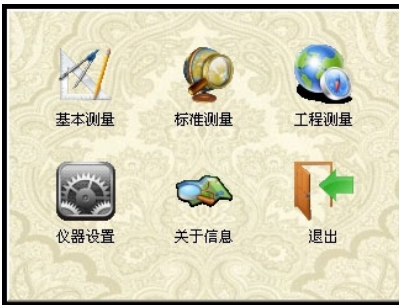 基本测量
标准测量
工程测量
仪器设置
关于信息
退出